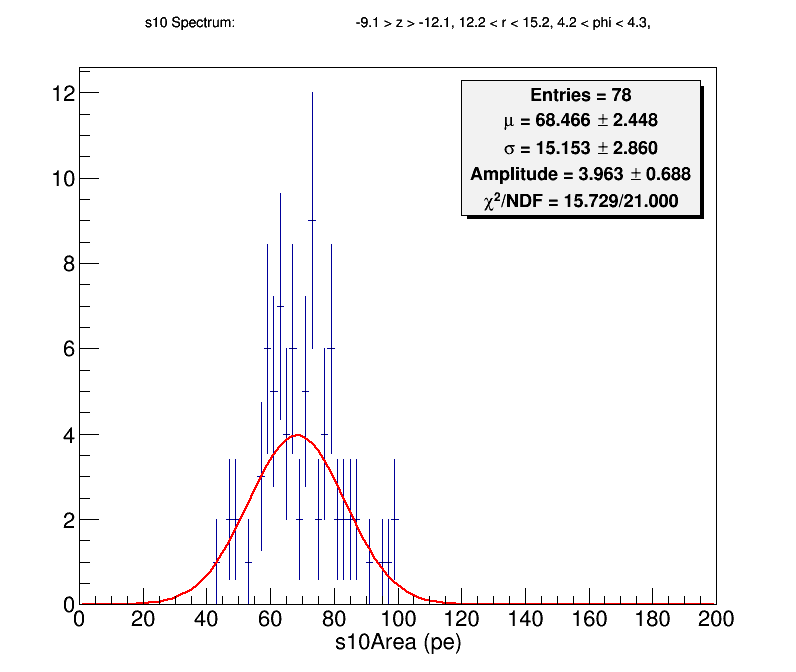 s10 Spectrum: -9.1 > z > -12.1, 12.2 < r < 15.2, 4.2 < phi < 4.3,
Entries = 78
μ = 68.466 ± 2.448
σ = 15.153 ± 2.860
Amplitude = 3.963 ± 0.688
χ²/NDF = 15.729/21.000
12
10
8
6
4
2
0
0 20 40 60 80 100 120 140 160 180 200
s10Area (pe)